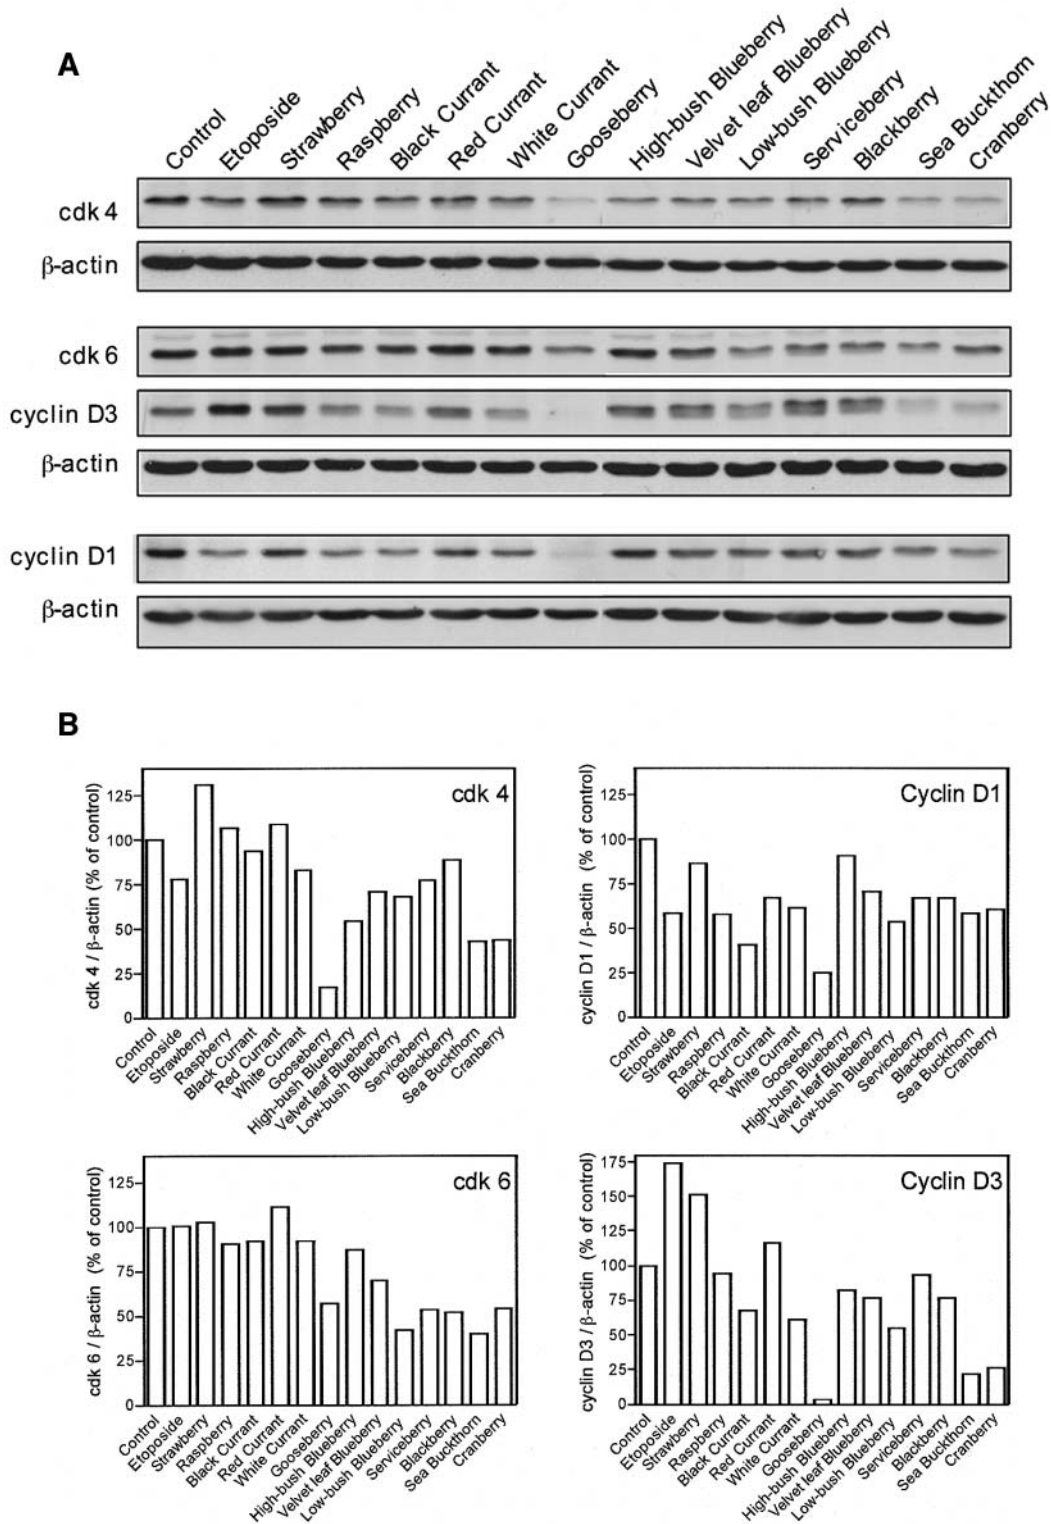 A
Control
Etoposide
Strawberry
Raspberry
Black Currant
Red Currant
White Currant
Gooseberry
High-bush Blueberry
Velvet leaf Blueberry
Low-bush Blueberry
Serviceberry
Blackberry
Sea Buckthorn
Cranberry
cdk 4
β-actin
cdk 6
cyclin D3
β-actin
cyclin D1
β-actin
B
cdk 4
cdk 4 / β-actin (% of control)
125
100
75
50
25
0
Control
Etoposide
Strawberry
Raspberry
Black Currant
Red Currant
White Currant
Gooseberry
High-bush Blueberry
Velvet leaf Blueberry
Low-bush Blueberry
Serviceberry
Blackberry
Sea Buckthorn
Cranberry
Cyclin D1
cyclin D1 / β-actin (% of control)
125
100
75
50
25
0
Control
Etoposide
Strawberry
Raspberry
Black Currant
Red Currant
White Currant
Gooseberry
High-bush Blueberry
Velvet leaf Blueberry
Low-bush Blueberry
Serviceberry
Blackberry
Sea Buckthorn
Cranberry
cdk 6
cdk 6 / β-actin (% of control)
125
100
75
50
25
0
Control
Etoposide
Strawberry
Raspberry
Black Currant
Red Currant
White Currant
Gooseberry
High-bush Blueberry
Velvet leaf Blueberry
Low-bush Blueberry
Serviceberry
Blackberry
Sea Buckthorn
Cranberry
Cyclin D3
cyclin D3 / β-actin (% of control)
175
150
125
100
75
50
25
0
Control
Etoposide
Strawberry
Raspberry
Black Currant
Red Currant
White Currant
Gooseberry
High-bush Blueberry
Velvet leaf Blueberry
Low-bush Blueberry
Serviceberry
Blackberry
Sea Buckthorn
Cranberry